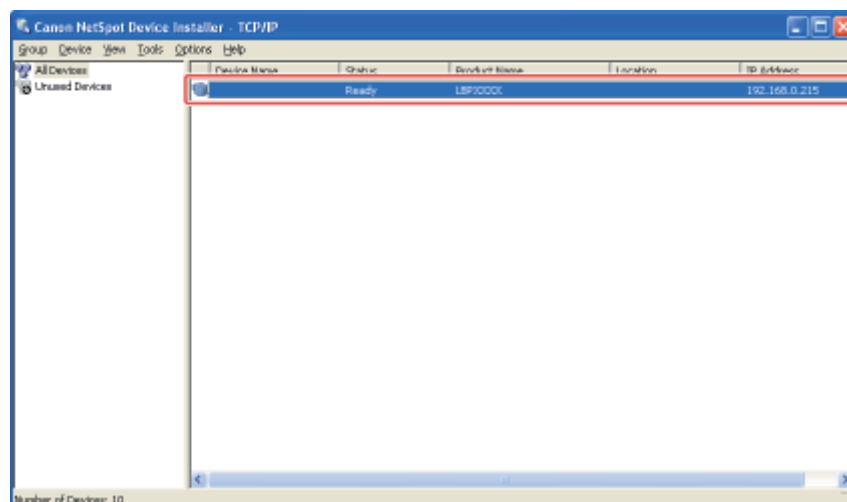 Canon NetSpot Device Installer - TCP/IP
Group Device View Tools Options Help
All Devices
Unused Devices
Device Name Status Product Name Location IP Address
Ready LBPXXXX 192.168.0.215
Number of Devices: 10